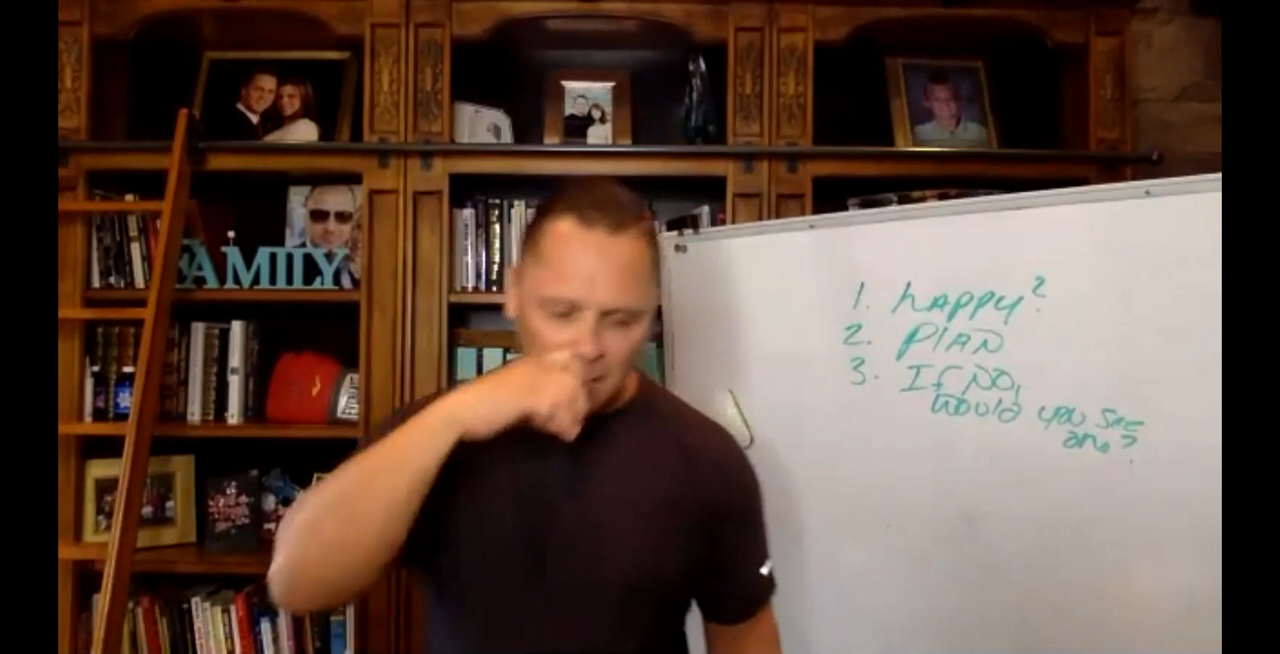 FAMILY
1. HAPPY?
2. PLAN
3. If NO,
would you see
one?